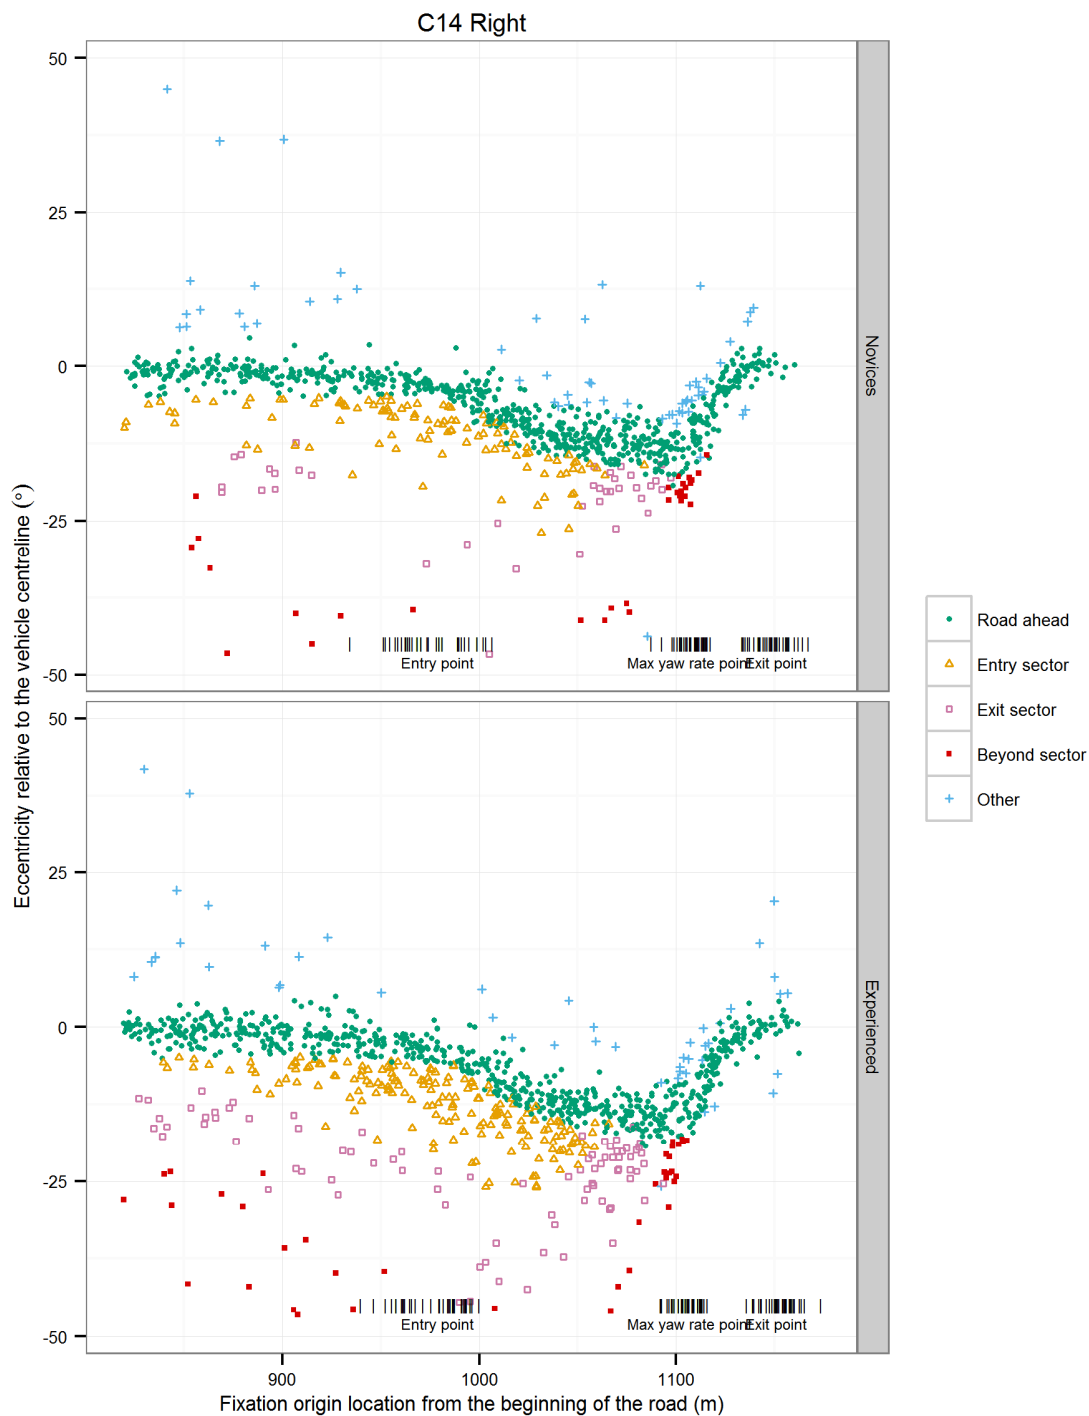 C14 Right
50
25
0
-25
-50
Entry point
Max yaw rate point
Exit point
Novices
50
25
0
-25
-50
Entry point
Max yaw rate point
Exit point
Experienced
900
1000
1100
Fixation origin location from the beginning of the road (m)
Eccentricity relative to the vehicle centreline (°)
Road ahead
Entry sector
Exit sector
Beyond sector
Other